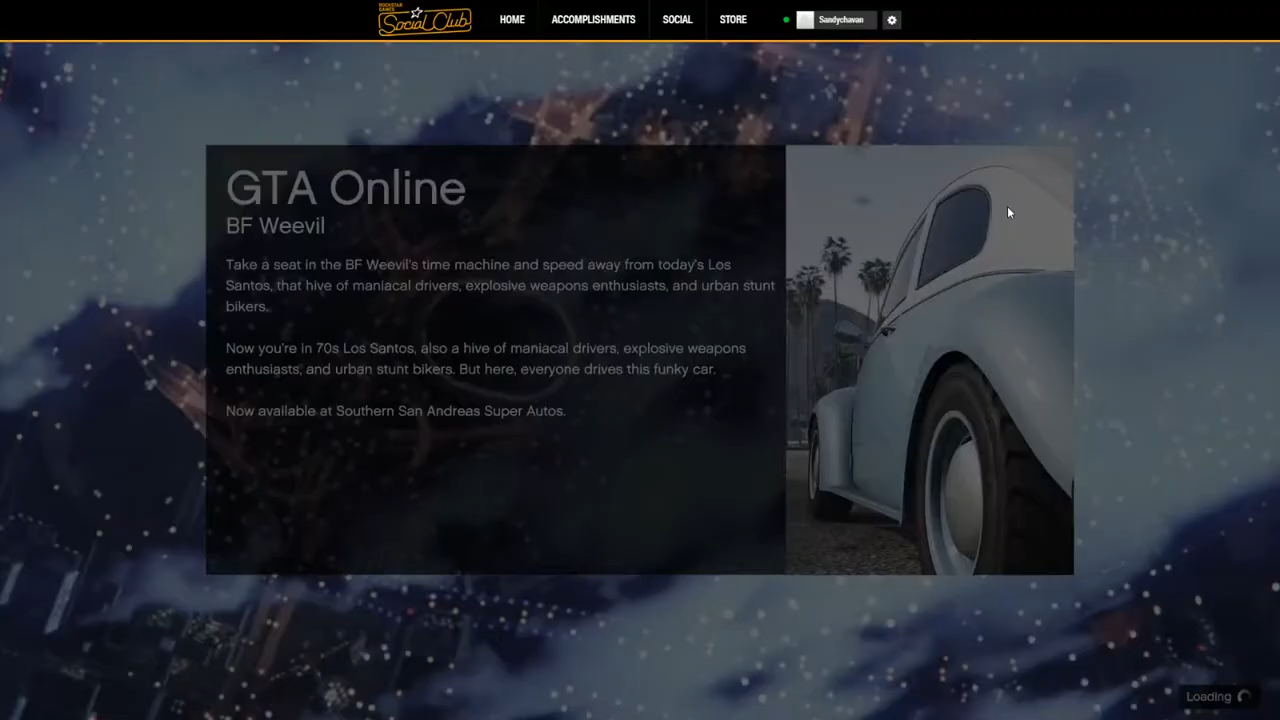 ROCKSTAR
GAMES
Social Club
HOME
ACCOMPLISHMENTS
SOCIAL
STORE
Sandychavan
GTA Online
BF Weevil
Take a seat in the BF Weevil's time machine and speed away from today's Los
Santos, that hive of maniacal drivers, explosive weapons enthusiasts, and urban stunt
bikers.
Now you're in 70s Los Santos, also a hive of maniacal drivers, explosive weapons
enthusiasts, and urban stunt bikers. But here, everyone drives this funky car.
Now available at Southern San Andreas Super Autos.
Loading